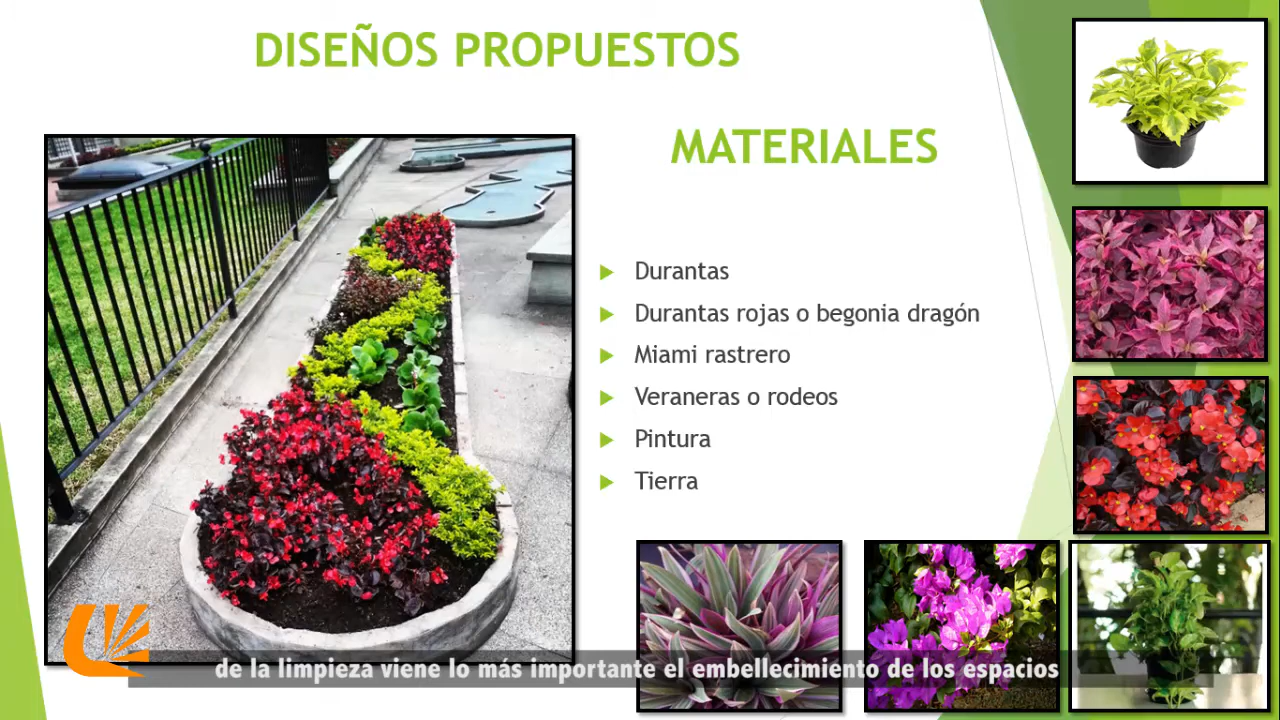 DISEÑOS PROPUESTOS
MATERIALES
Durantas
Durantas rojas o begonia dragón
Miami rastrero
Veraneras o rodeos
Pintura
Tierra
de la limpieza viene lo más importante el embellecimiento de los espacios